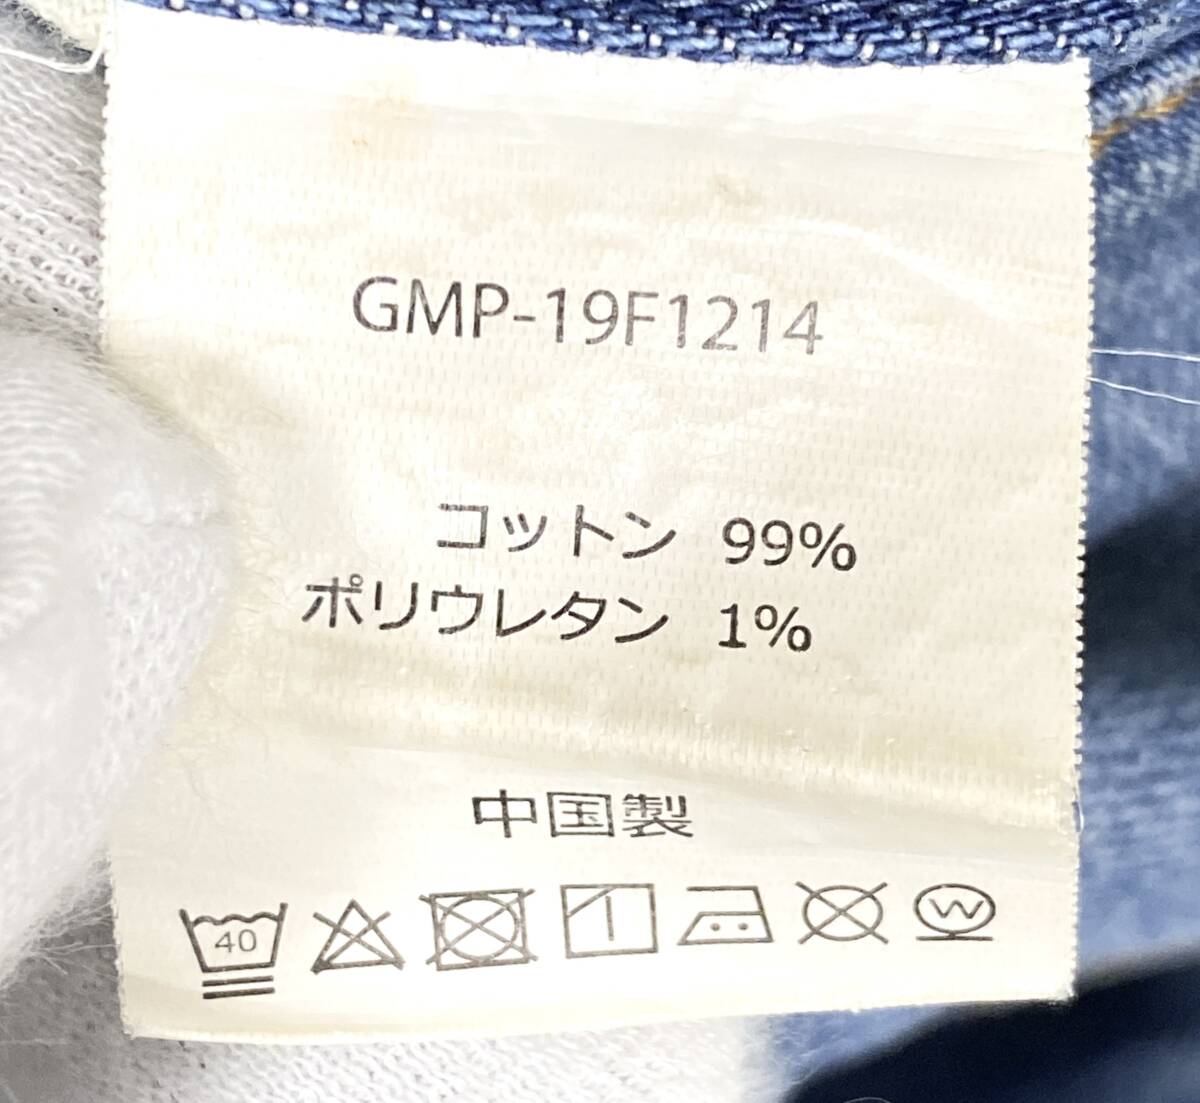 GMP-19F1214
コットン 99%
ポリウレタン 1%
中国製
40 W